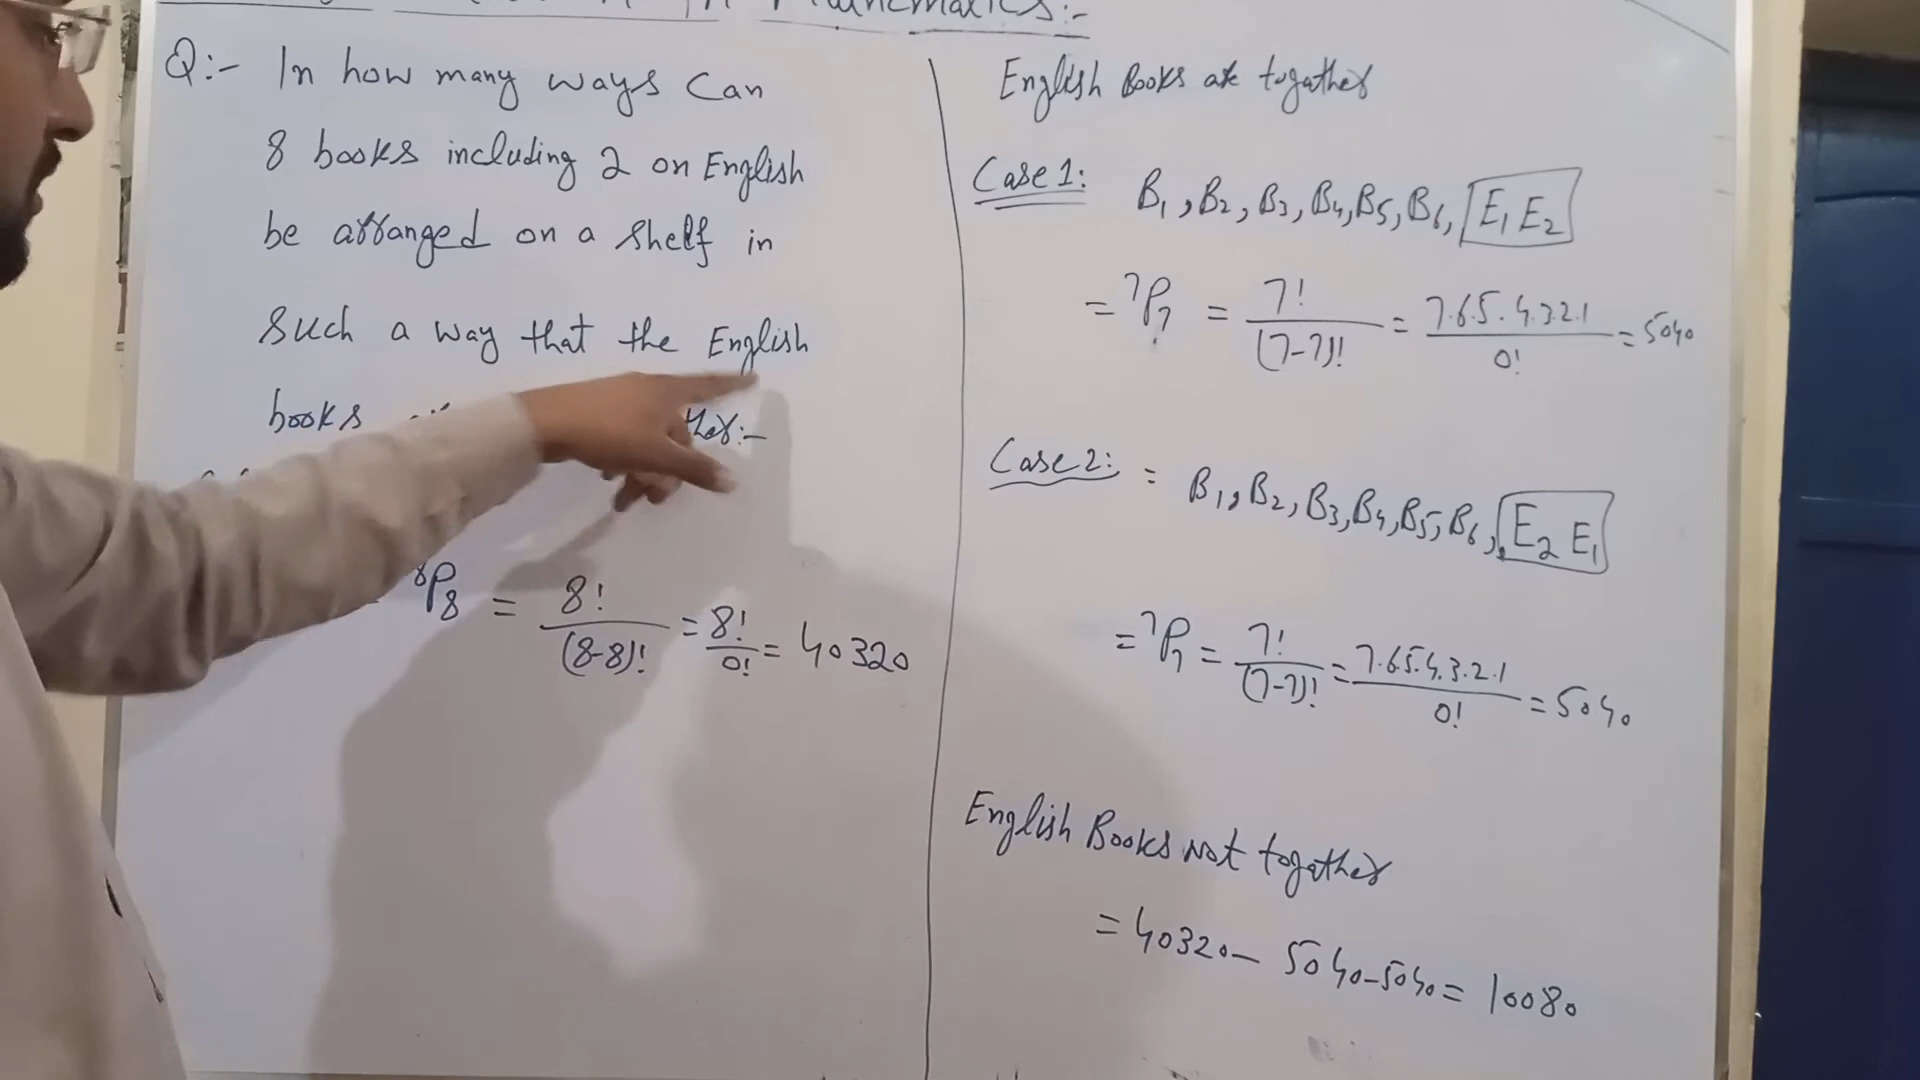 Mathematics:-
Q:- In how many ways Can
8 books including 2 on English
be arranged on a shelf in
Such a way that the English
books
⁸P₈ = 8!/(8-8)! = 8!/0! = 40320
English Books are togather
Case 1: B₁, B₂, B₃, B₄, B₅, B₆, E₁ E₂
= ⁷P₇ = 7!/(7-7)! = 7.6.5.4.3.2.1/0! = 5040
Case 2: = B₁, B₂, B₃, B₄, B₅, B₆, E₂ E₁
= ⁷P₇ = 7!/(7-7)! = 7.6.5.4.3.2.1/0! = 5040
English Books Not togather
= 40320 - 5040 - 5040 = 10080